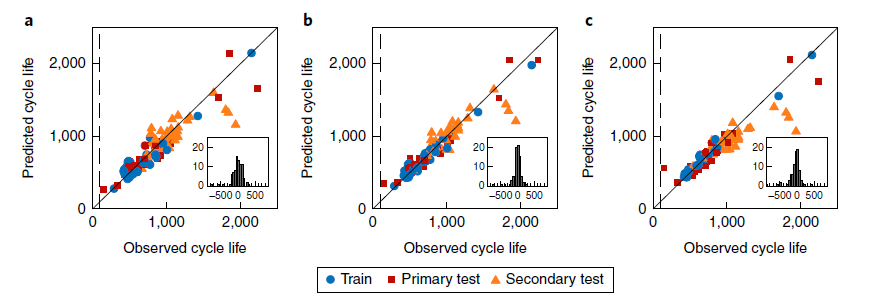 a b c
Predicted cycle life Predicted cycle life Predicted cycle life
2,000 2,000 2,000
1,000 1,000 1,000
20 20 20
10 10 10
0 0 0
−500 0 500 −500 0 500 −500 0 500
0 0 0
0 1,000 2,000 0 1,000 2,000 0 1,000 2,000
Observed cycle life Observed cycle life Observed cycle life
Train Primary test Secondary test